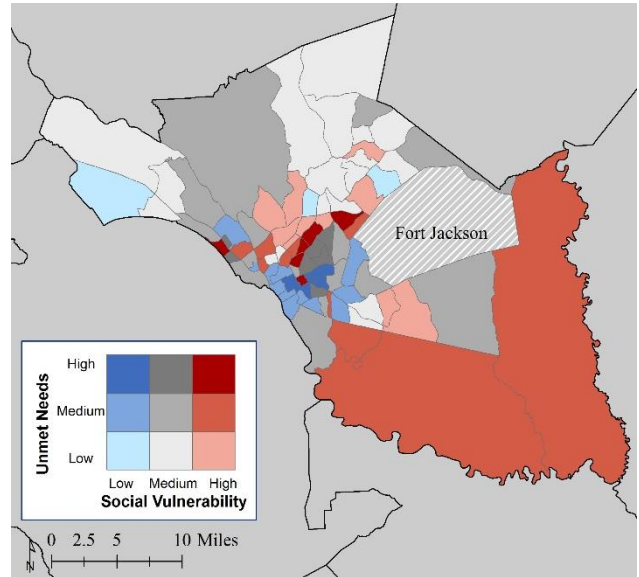 Fort Jackson
Unmet Needs
High
Medium
Low
Low Medium High
Social Vulnerability
0 2.5 5 10 Miles
N